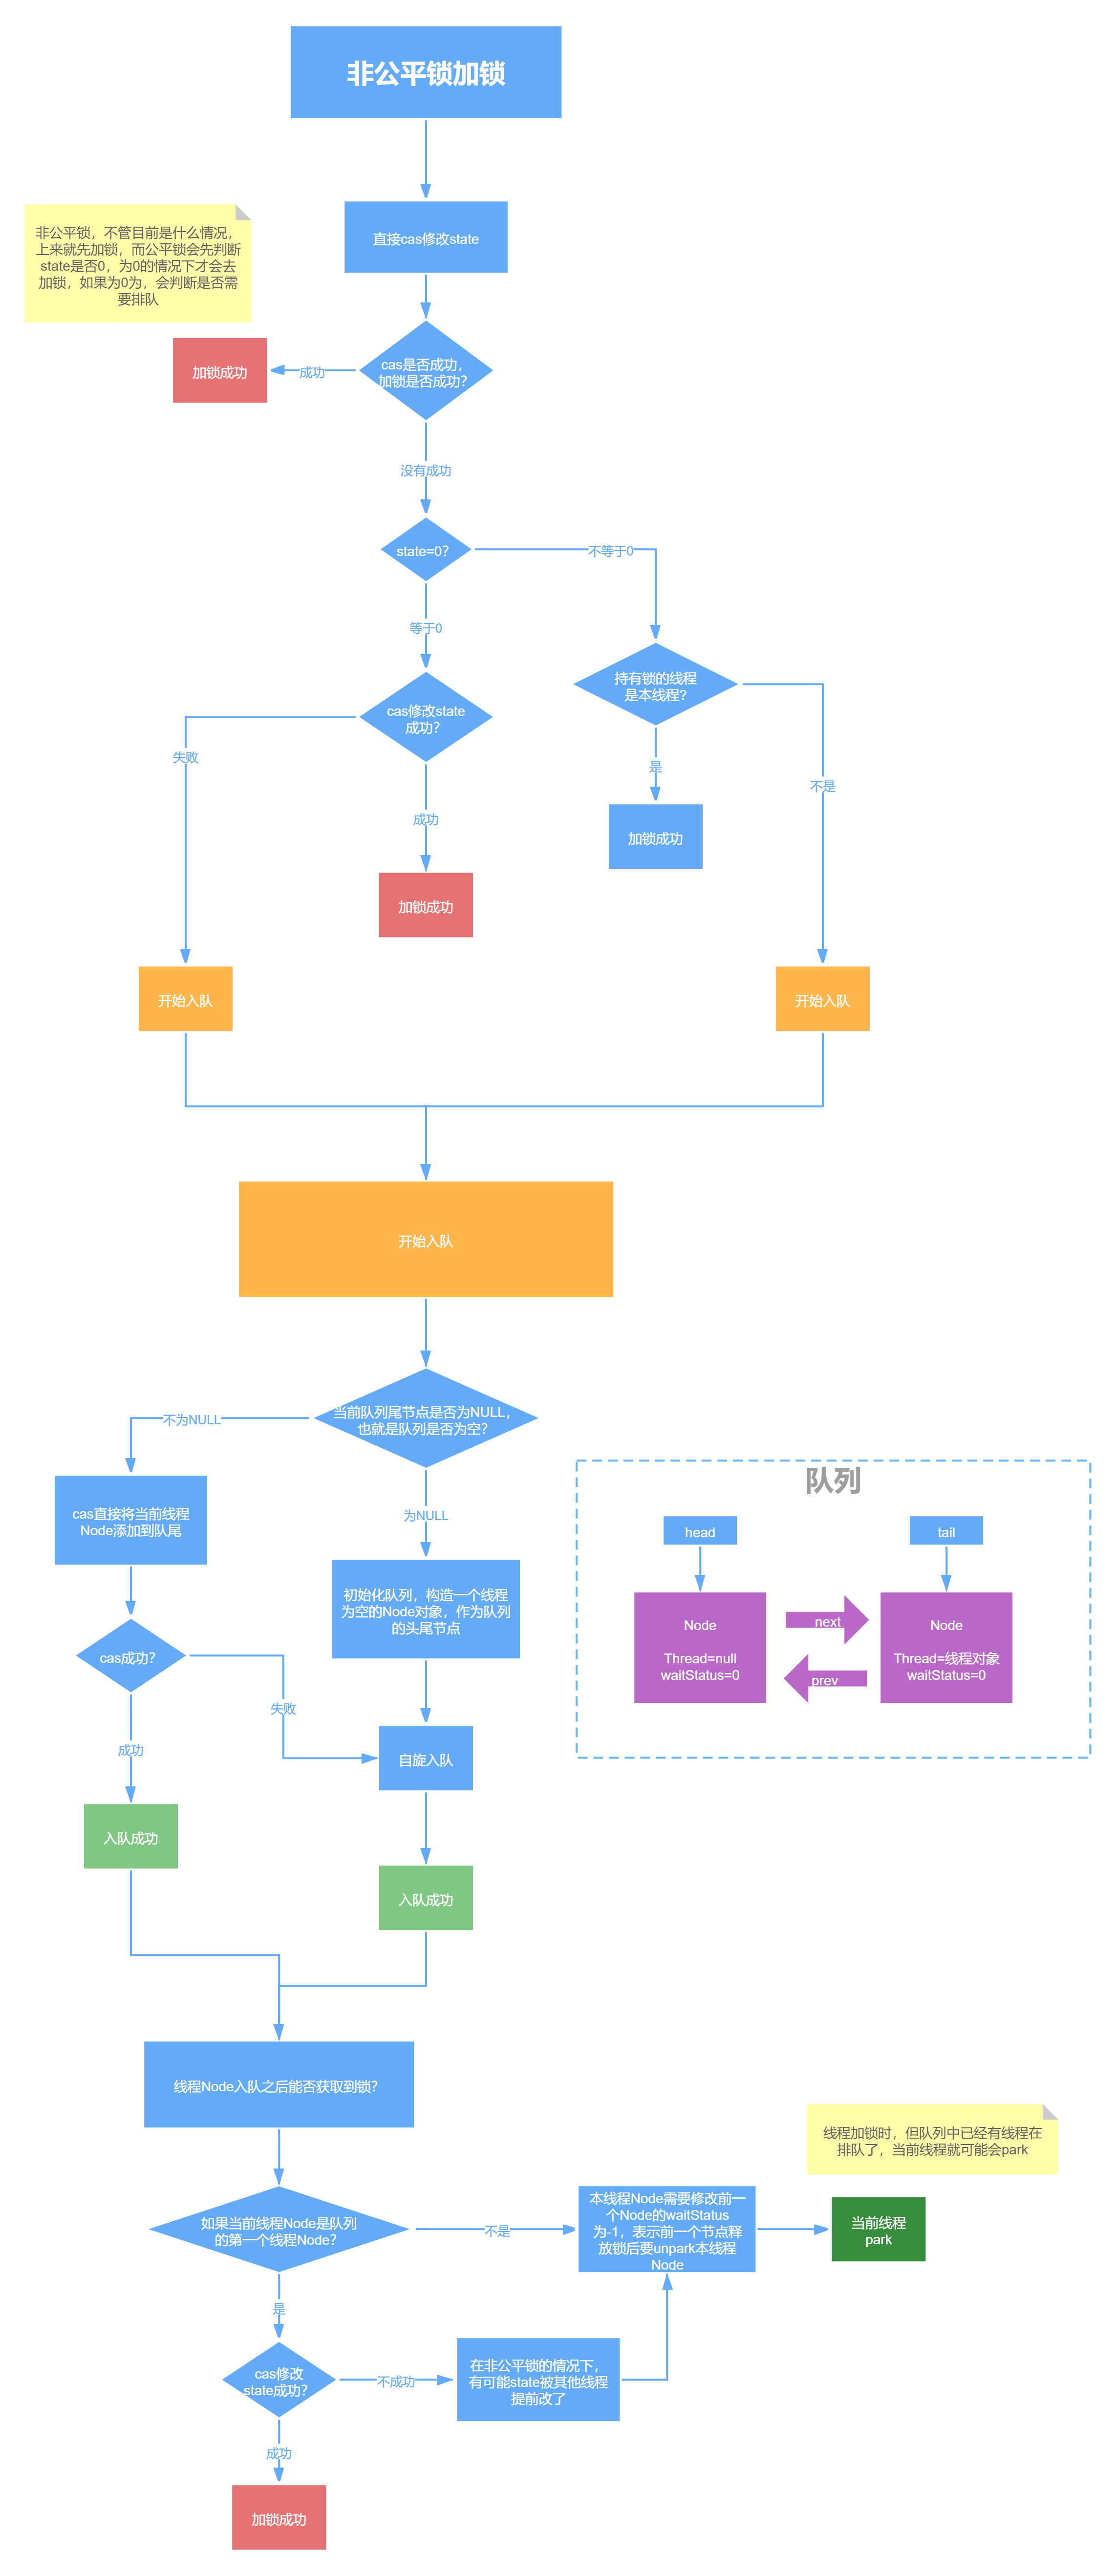 非公平锁加锁
直接cas修改state
非公平锁，不管目前是什么情况，
上来就先加锁，而公平锁会先判断
state是否0，为0的情况下才会去
加锁，如果为0为，会判断是否需
要排队
cas是否成功，
加锁是否成功？
成功
加锁成功
没有成功
state=0？
不等于0
等于0
持有锁的线程
是本线程？
cas修改state
成功？
失败
是
不是
成功
加锁成功
加锁成功
开始入队
开始入队
开始入队
当前队列尾节点是否为NULL，
也就是队列是否为空？
不为NULL
为NULL
cas直接将当前线程
Node添加到队尾
初始化队列，构造一个线程
为空的Node对象，作为队列
的头尾节点
队列
head
tail
Node
Thread=null
waitStatus=0
next
prev
Node
Thread=线程对象
waitStatus=0
cas成功？
失败
成功
自旋入队
入队成功
入队成功
线程Node入队之后能否获取到锁？
线程加锁时，但队列中已经有线程在
排队了，当前线程就可能会park
如果当前线程Node是队列
的第一个线程Node？
不是
本线程Node需要修改前一
个Node的waitStatus
为-1，表示前一个节点释
放锁后要unpark本线程
Node
当前线程
park
是
cas修改
state成功？
不成功
在非公平锁的情况下，
有可能state被其他线程
提前改了
成功
加锁成功